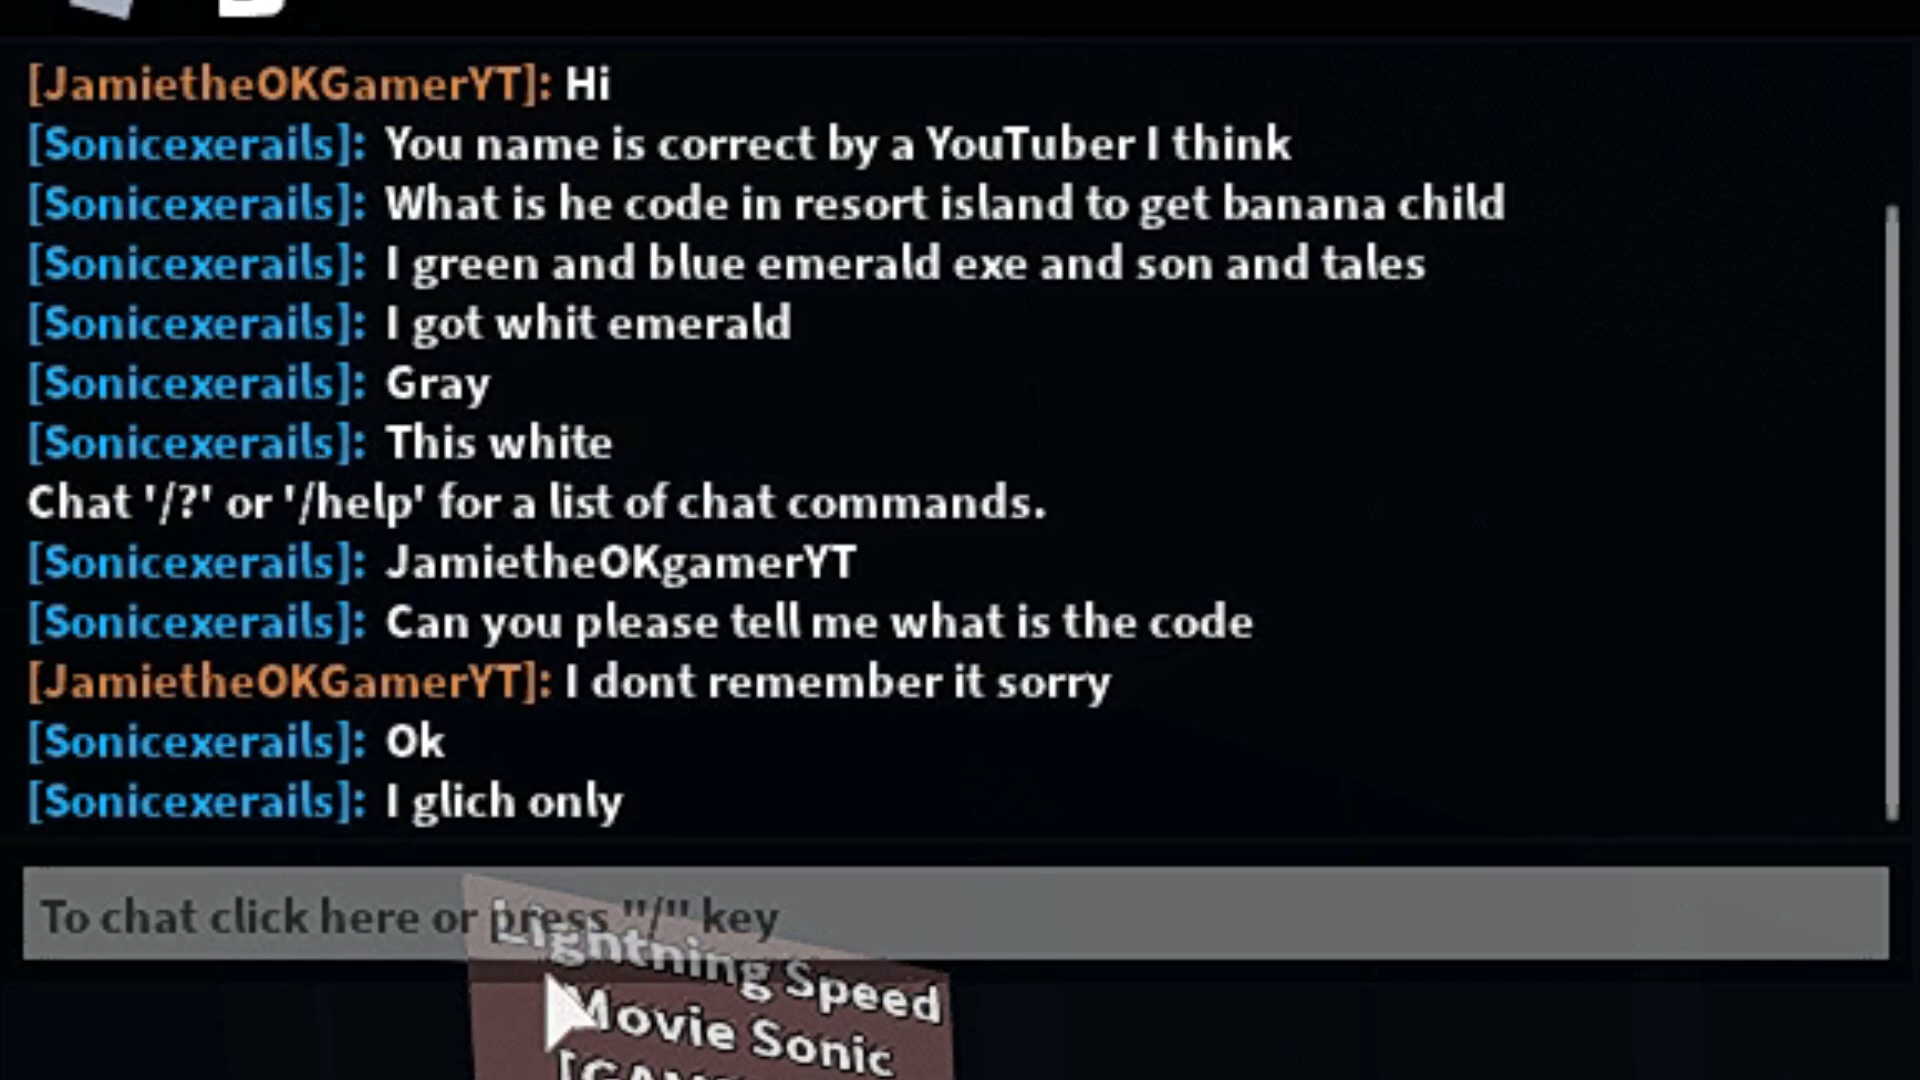 [JamietheOKGamerYT]: Hi
[Sonicexerails]: You name is correct by a YouTuber I think
[Sonicexerails]: What is he code in resort island to get banana child
[Sonicexerails]: I green and blue emerald exe and son and tales
[Sonicexerails]: I got whit emerald
[Sonicexerails]: Gray
[Sonicexerails]: This white
Chat '/?' or '/help' for a list of chat commands.
[Sonicexerails]: JamietheOKgamerYT
[Sonicexerails]: Can you please tell me what is the code
[JamietheOKGamerYT]: I dont remember it sorry
[Sonicexerails]: Ok
[Sonicexerails]: I glich only
To chat click here or press "/" key
Lightning Speed
Movie Sonic